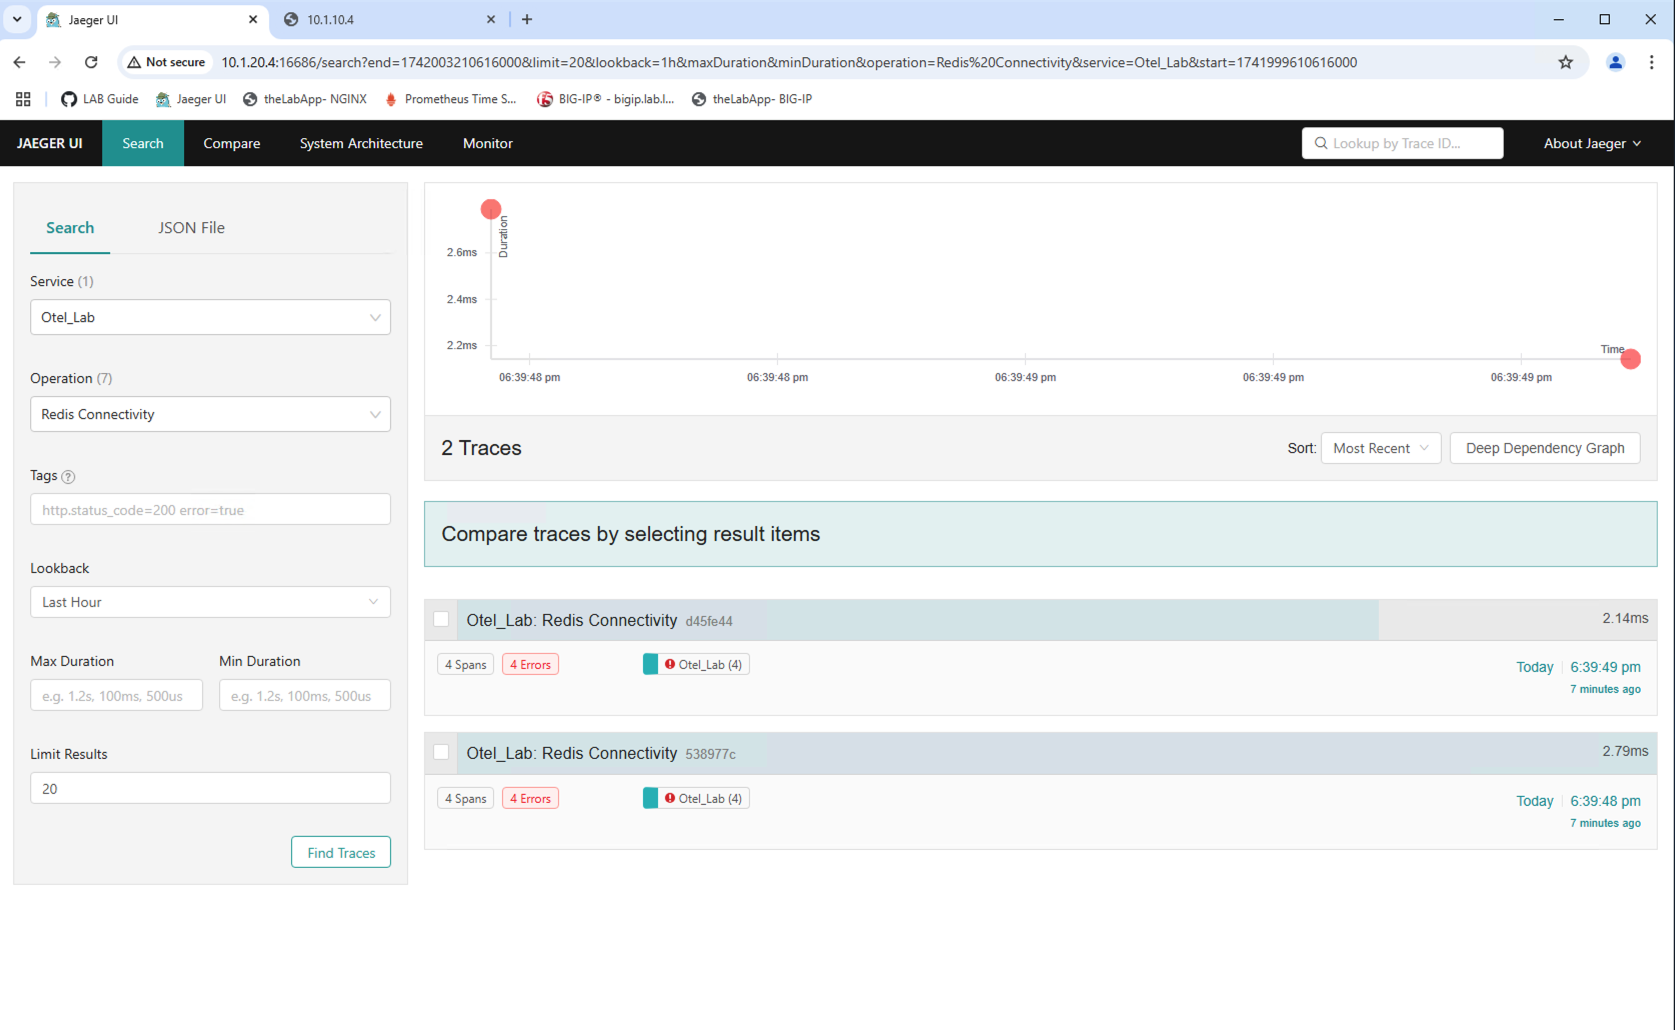 Jaeger UI
10.1.10.4
Not secure
10.1.20.4:16686/search?end=1742003210616000&limit=20&lookback=1h&maxDuration&minDuration&operation=Redis%20Connectivity&service=Otel_Lab&start=1741999610616000
LAB Guide
Jaeger UI
theLabApp- NGINX
Prometheus Time S...
BIG-IP® - bigip.lab.l...
theLabApp- BIG-IP
JAEGER UI
Search
Compare
System Architecture
Monitor
Lookup by Trace ID...
About Jaeger
Search
JSON File
Service (1)
Otel_Lab
Operation (7)
Redis Connectivity
Tags ?
http.status_code=200 error=true
Lookback
Last Hour
Max Duration
Min Duration
e.g. 1.2s, 100ms, 500us
e.g. 1.2s, 100ms, 500us
Limit Results
20
Find Traces
Duration
2.6ms
2.4ms
2.2ms
Time
06:39:48 pm
06:39:48 pm
06:39:49 pm
06:39:49 pm
06:39:49 pm
2 Traces
Sort:
Most Recent
Deep Dependency Graph
Compare traces by selecting result items
Otel_Lab: Redis Connectivity d45fe44
2.14ms
4 Spans
4 Errors
Otel_Lab (4)
Today
6:39:49 pm
7 minutes ago
Otel_Lab: Redis Connectivity 538977c
2.79ms
4 Spans
4 Errors
Otel_Lab (4)
Today
6:39:48 pm
7 minutes ago